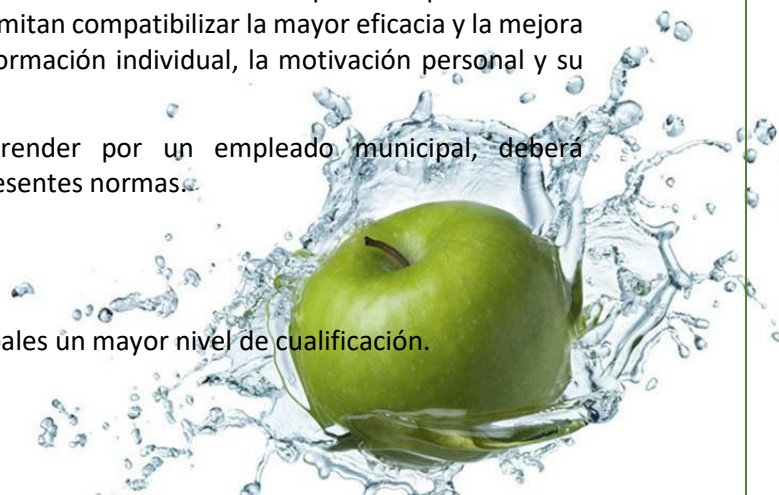 mitan compatibilizar la mayor eficacia y la mejora
ormación individual, la motivación personal y su
render por un empleado municipal, deberá
esentes normas.
ales un mayor nivel de cualificación.